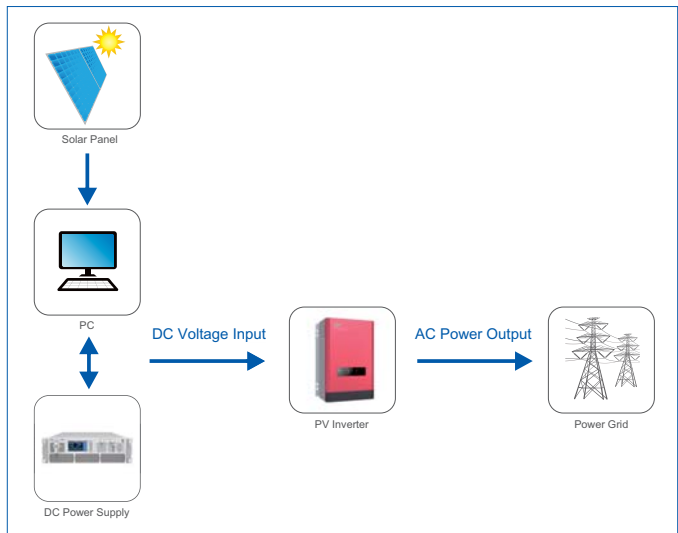 Solar Panel
PC
DC Voltage Input
AC Power Output
PV Inverter
Power Grid
DC Power Supply